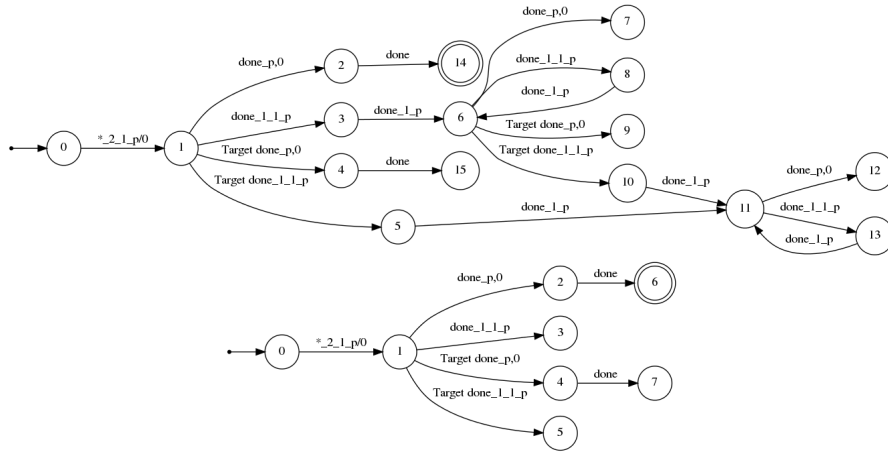 done_p,0
7
done_p,0
2
done
14
done_1_1_p
8
done_1_p
done_1_1_p
3
done_1_p
6
Target done_p,0
9
0
*_2_1_p/0
1
Target done_p,0
4
done
15
Target done_1_1_p
10
done_1_p
done_p,0
12
Target done_1_1_p
5
done_1_p
11
done_1_1_p
13
done_1_p
done_p,0
2
done
6
done_1_1_p
3
0
*_2_1_p/0
1
Target done_p,0
4
done
7
Target done_1_1_p
5